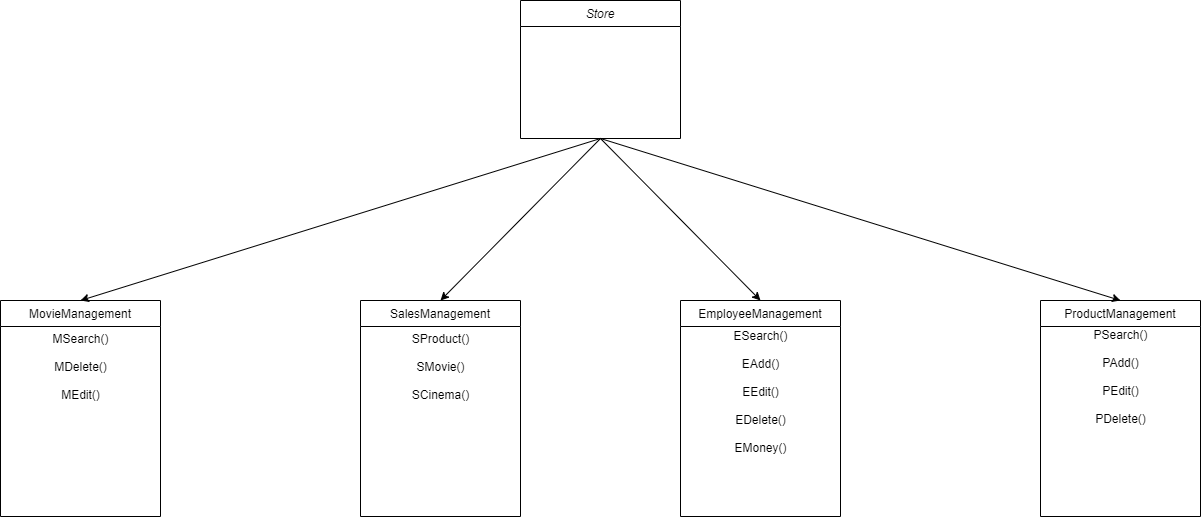 Store
MovieManagement
MSearch()
MDelete()
MEdit()
SalesManagement
SProduct()
SMovie()
SCinema()
EmployeeManagement
ESearch()
EAdd()
EEdit()
EDelete()
EMoney()
ProductManagement
PSearch()
PAdd()
PEdit()
PDelete()